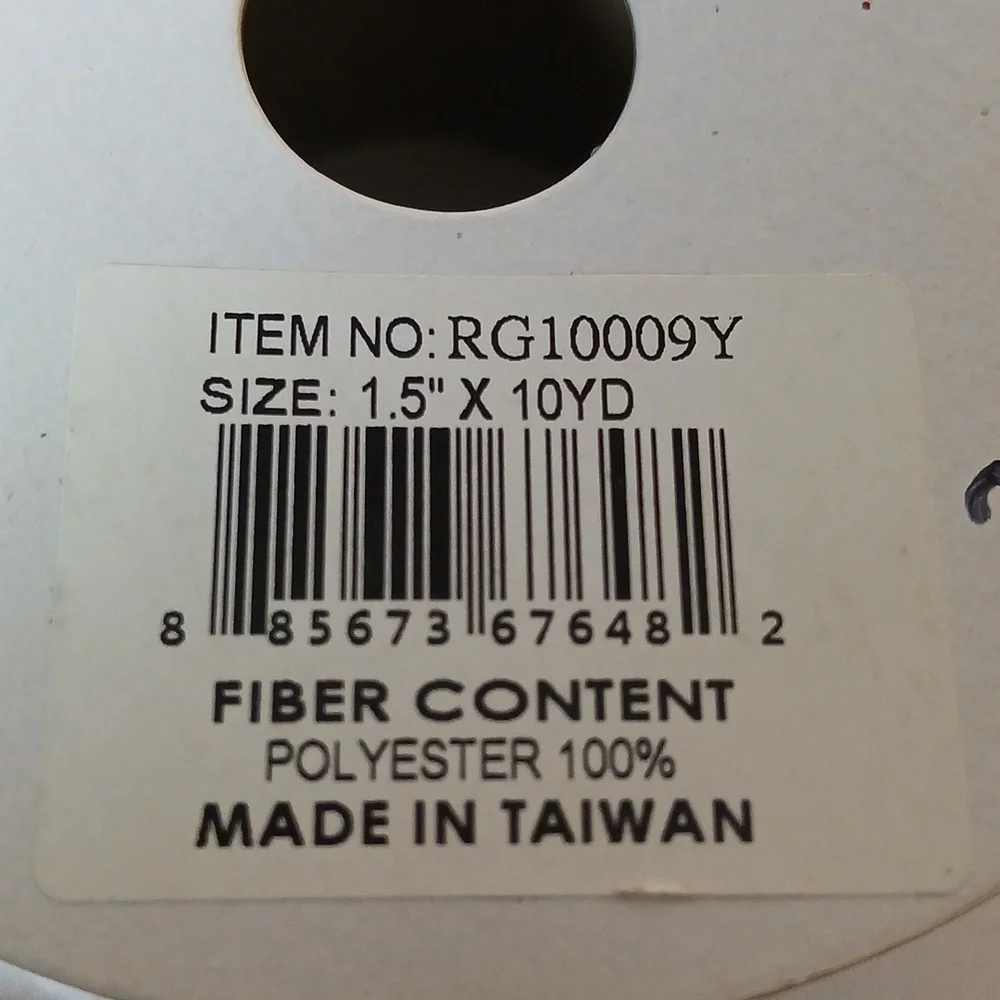 ITEM NO: RG10009Y
SIZE: 1.5" X 10YD
8 85673 67648 2
FIBER CONTENT
POLYESTER 100%
MADE IN TAIWAN